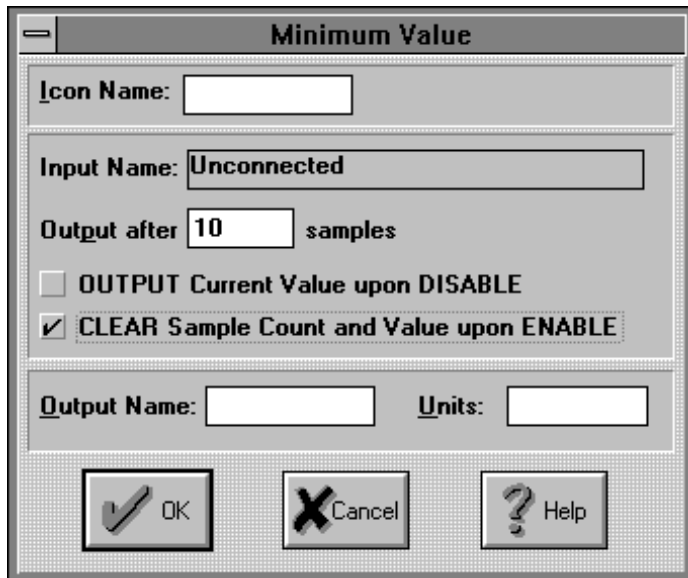 Minimum Value
Icon Name:
Input Name: Unconnected
Output after 10 samples
OUTPUT Current Value upon DISABLE
CLEAR Sample Count and Value upon ENABLE
Output Name: Units:
OK Cancel Help